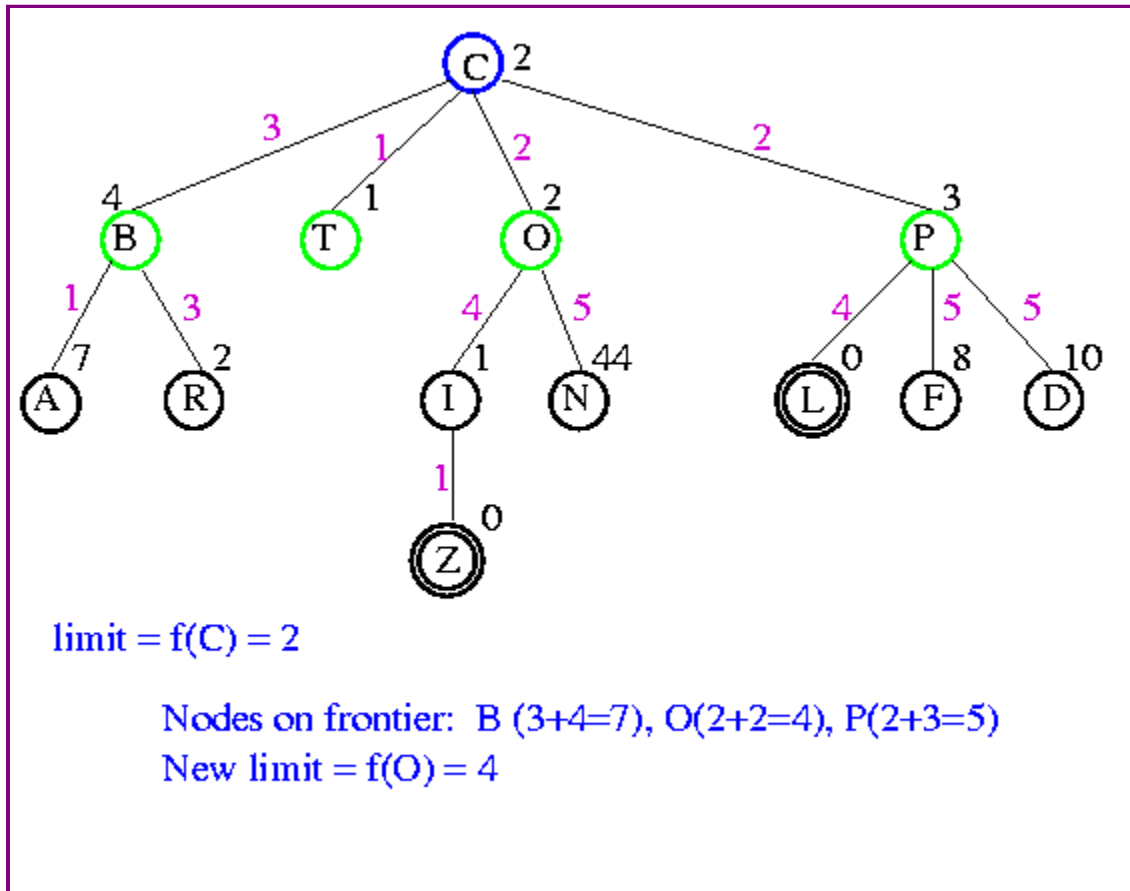 C 2
3 1 2 2
4 1 2 3
B T O P
1 3 4 5 4 5 5
7 2 1 44 0 8 10
A R I N L F D
1
0
Z
limit = f(C) = 2
Nodes on frontier: B (3+4=7), O(2+2=4), P(2+3=5)
New limit = f(O) = 4